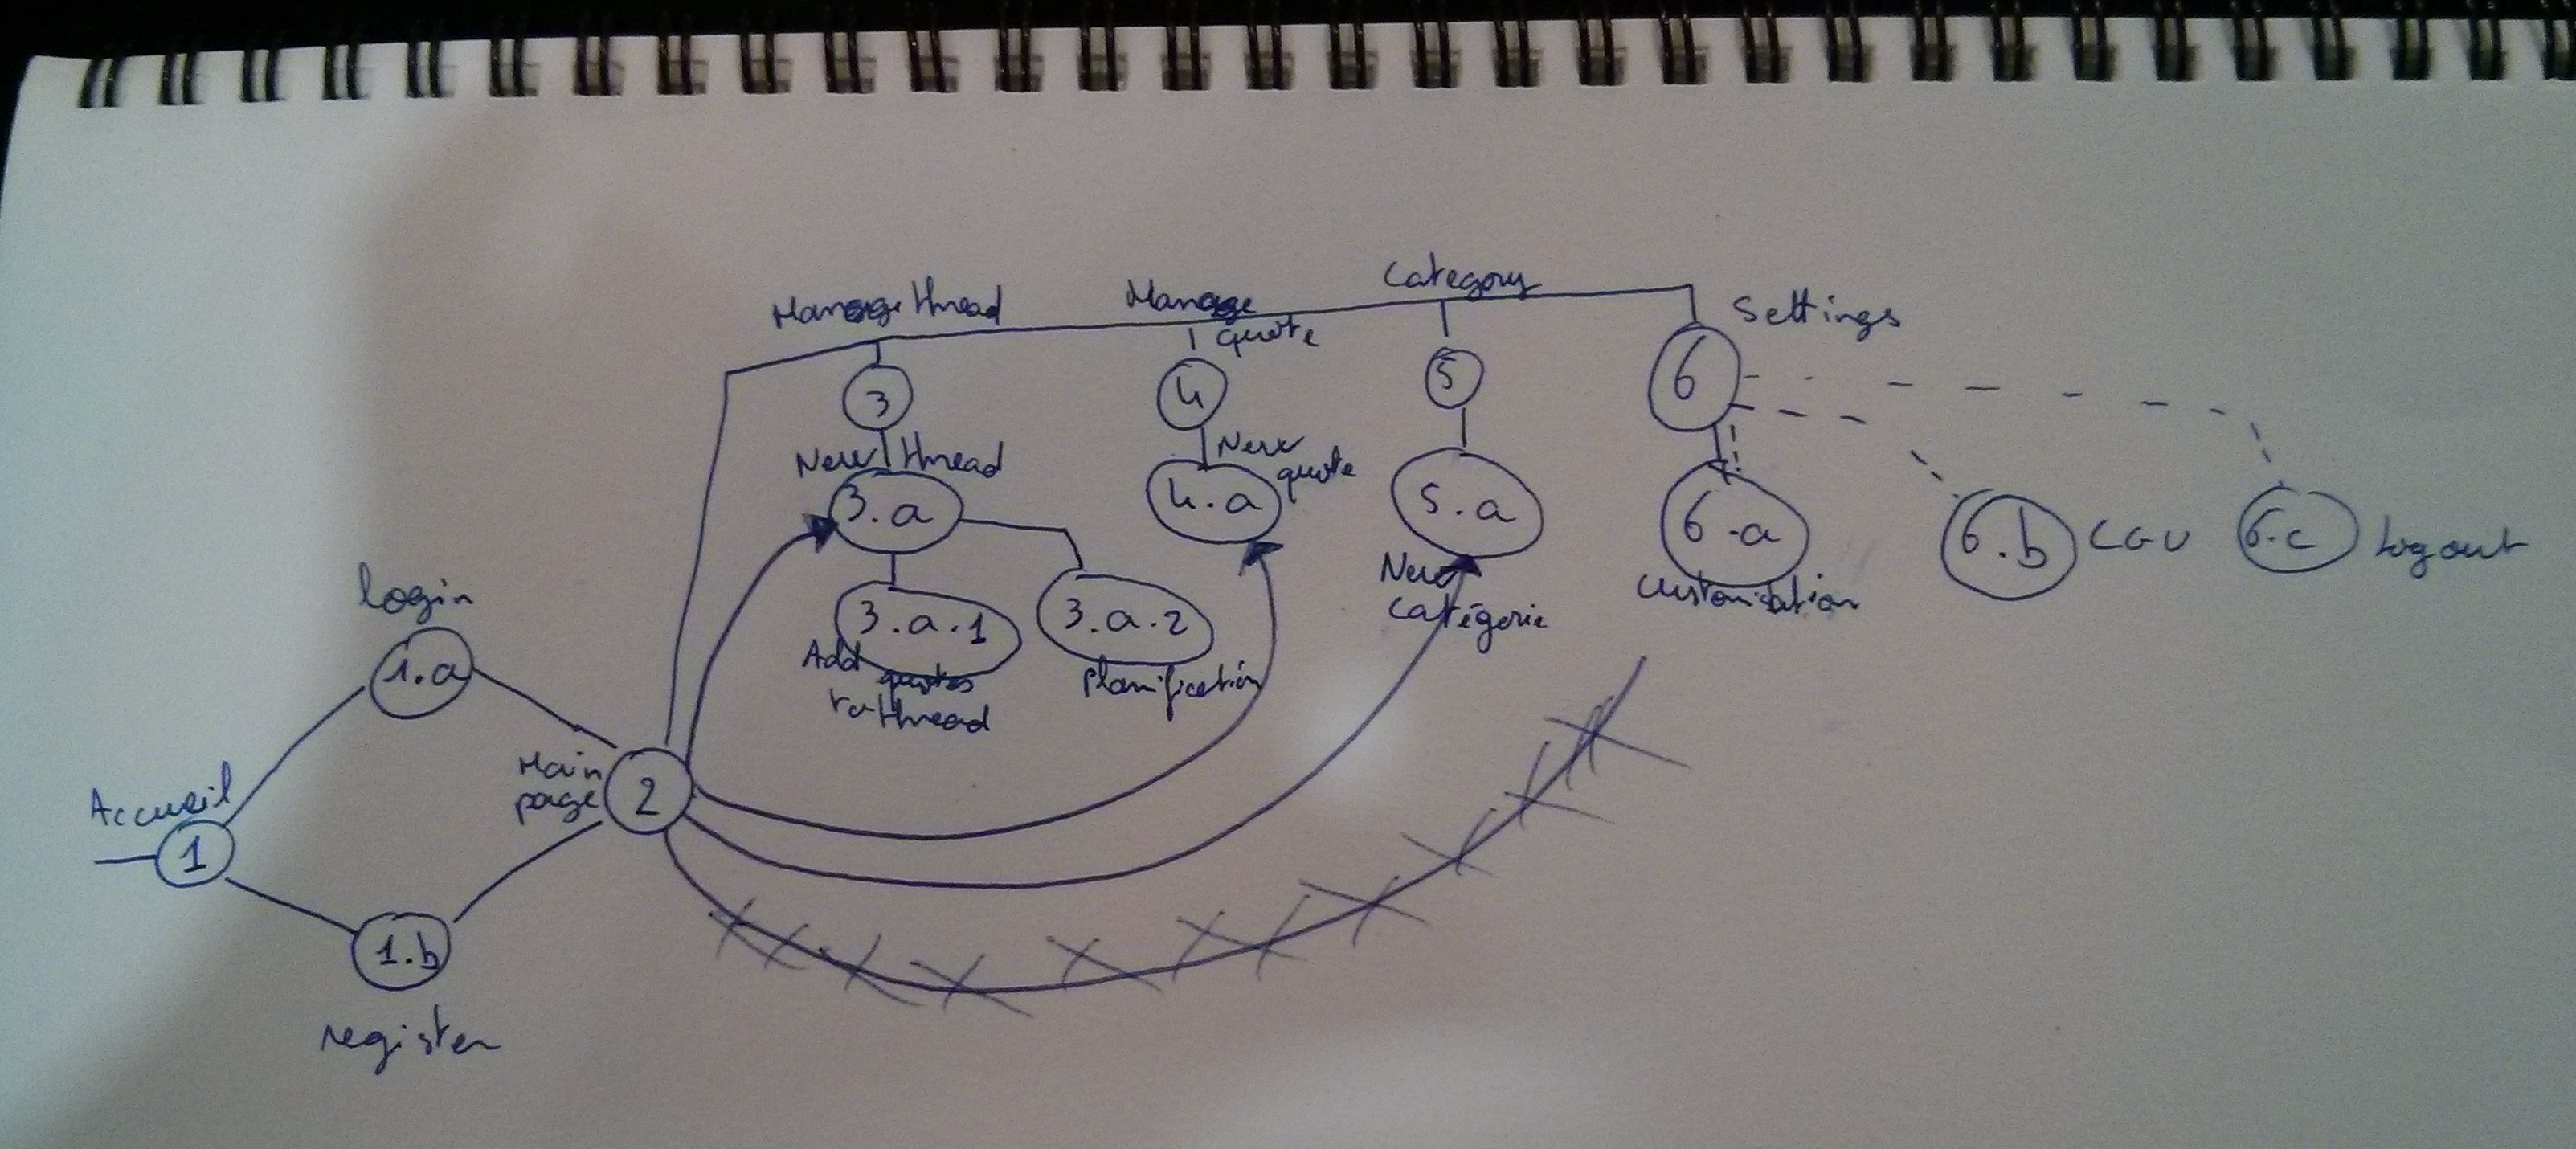 Category
Manage thread
Manage
quote
Settings
3
4
5
6
New thread
New
quote
3.a
4.a
5.a
6.a
6.b CGU
6.c Logout
New
catégorie
customisation
3.a.1
3.a.2
Add quotes
to thread
planification
login
1.a
Main
page
2
Accueil
1
1.b
register